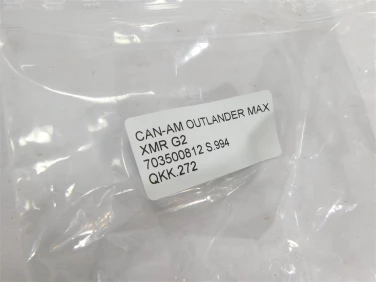 CAN-AM OUTLANDER MAX
XMR G2
703500812 S.994
QKK.272